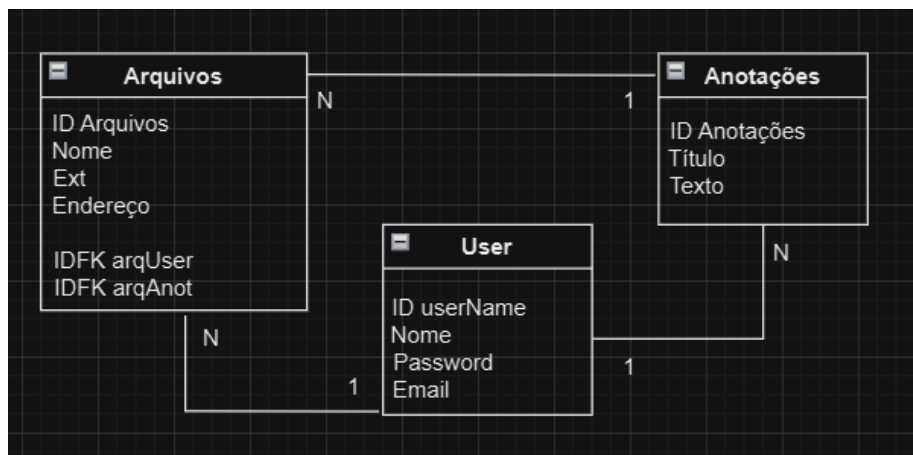 Arquivos
ID Arquivos
Nome
Ext
Endereço
IDFK arqUser
IDFK arqAnot
N
1
Anotações
ID Anotações
Título
Texto
N
1
User
ID userName
Nome
Password
Email
N
1